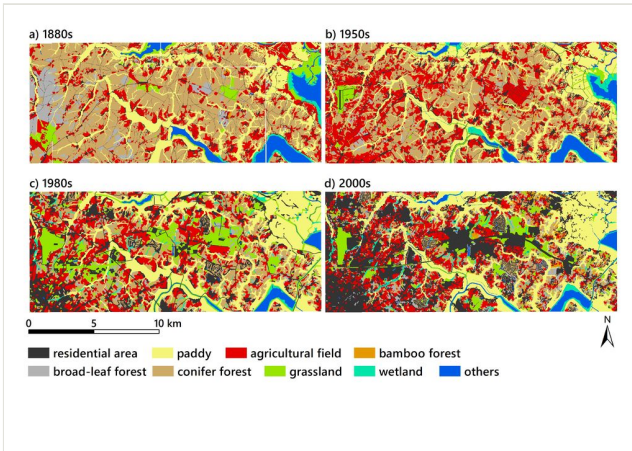 a) 1880s
b) 1950s
c) 1980s
d) 2000s
0 5 10 km
N
residential area paddy agricultural field bamboo forest
broad-leaf forest conifer forest grassland wetland others